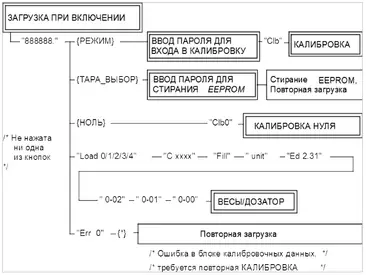 ЗАГРУЗКА ПРИ ВКЛЮЧЕНИИ
"888888." {РЕЖИМ} ВВОД ПАРОЛЯ ДЛЯ ВХОДА В КАЛИБРОВКУ "Clb" КАЛИБРОВКА
{ТАРА_ВЫБОР} ВВОД ПАРОЛЯ ДЛЯ СТИРАНИЯ EEPROM Стирание EEPROM, Повторная загрузка
{НОЛЬ} "Clb0" КАЛИБРОВКА НУЛЯ
/* Не нажата
ни одна
из кнопок
*/
"Load 0/1/2/3/4" "C xxxx" "Fill" " unit" "Ed 2.31"
" 0-02" " 0-01" " 0-00" ВЕСЫ/ДОЗАТОР
"Err 0" {*} Повторная загрузка
/* Ошибка в блоке калибровочных данных, */
/* требуется повторная КАЛИБРОВКА */